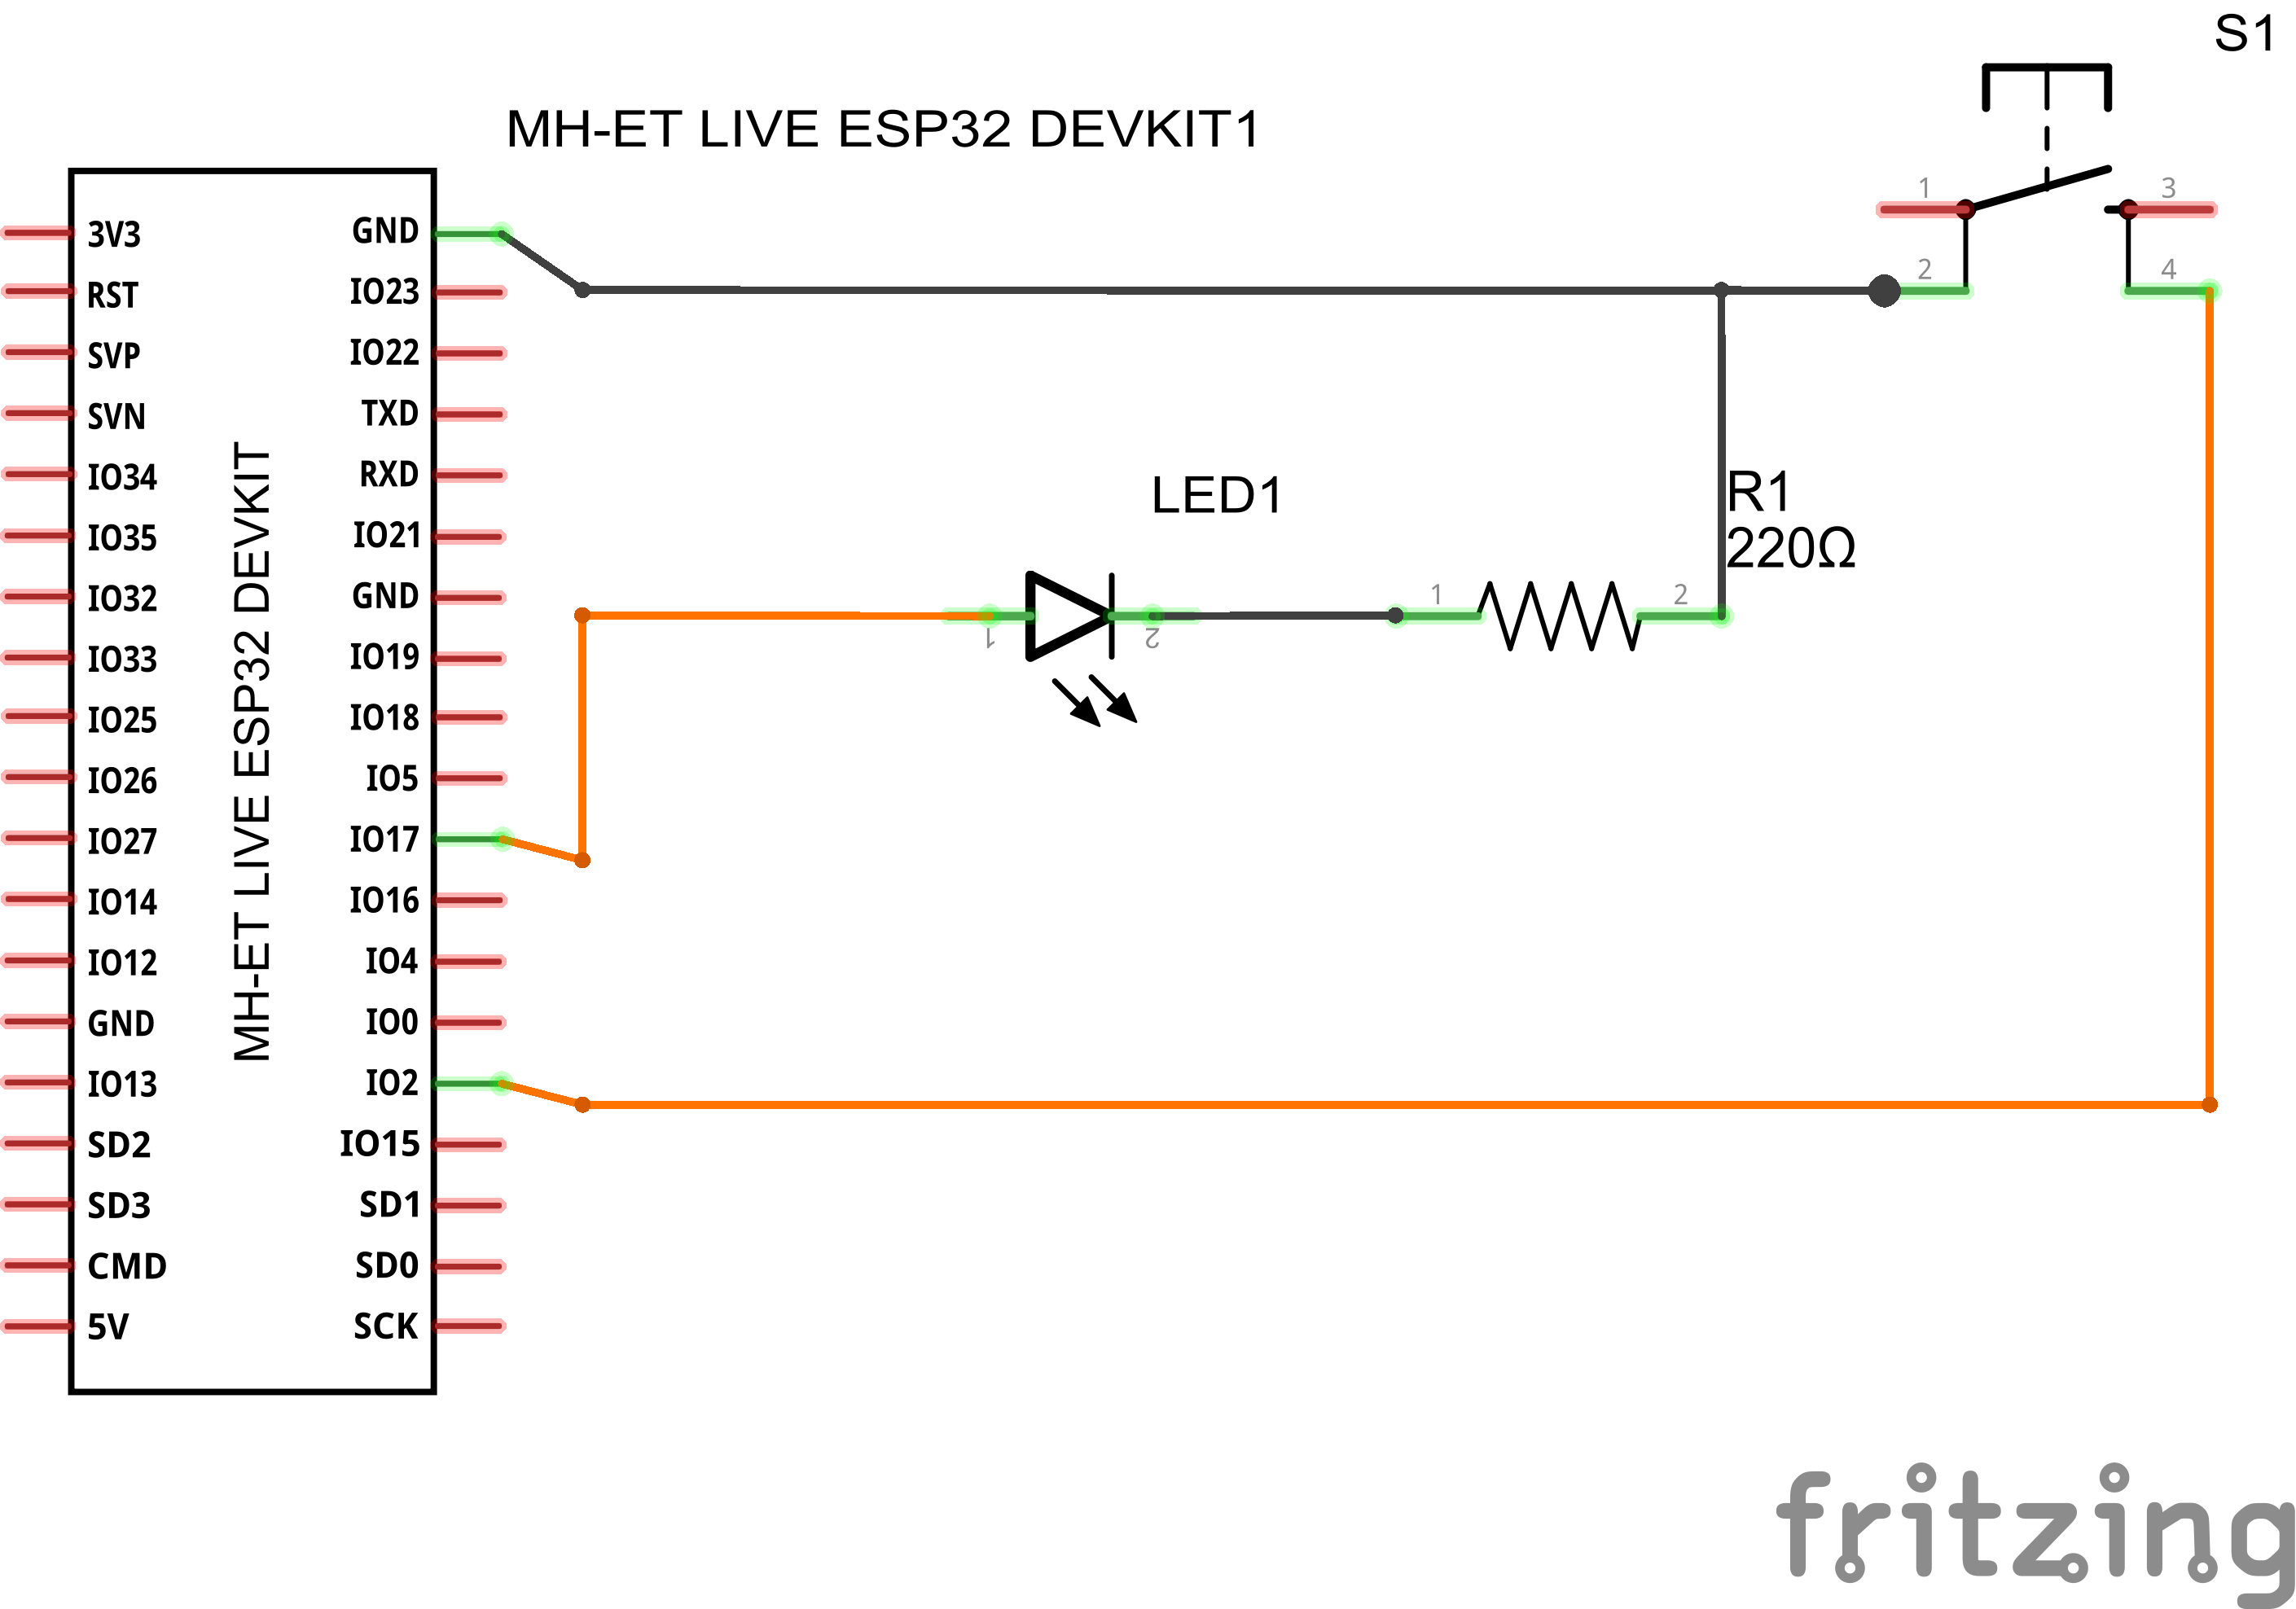 S1
MH-ET LIVE ESP32 DEVKIT1
1
3
2
4
3V3
RST
SVP
SVN
IO34
IO35
IO32
IO33
IO25
IO26
IO27
IO14
IO12
GND
IO13
SD2
SD3
CMD
5V
MH-ET LIVE ESP32 DEVKIT
GND
IO23
IO22
TXD
RXD
IO21
GND
IO19
IO18
IO5
IO17
IO16
IO4
IO0
IO2
IO15
SD1
SD0
SCK
LED1
1
2
R1
220Ω
1
2
fritzing